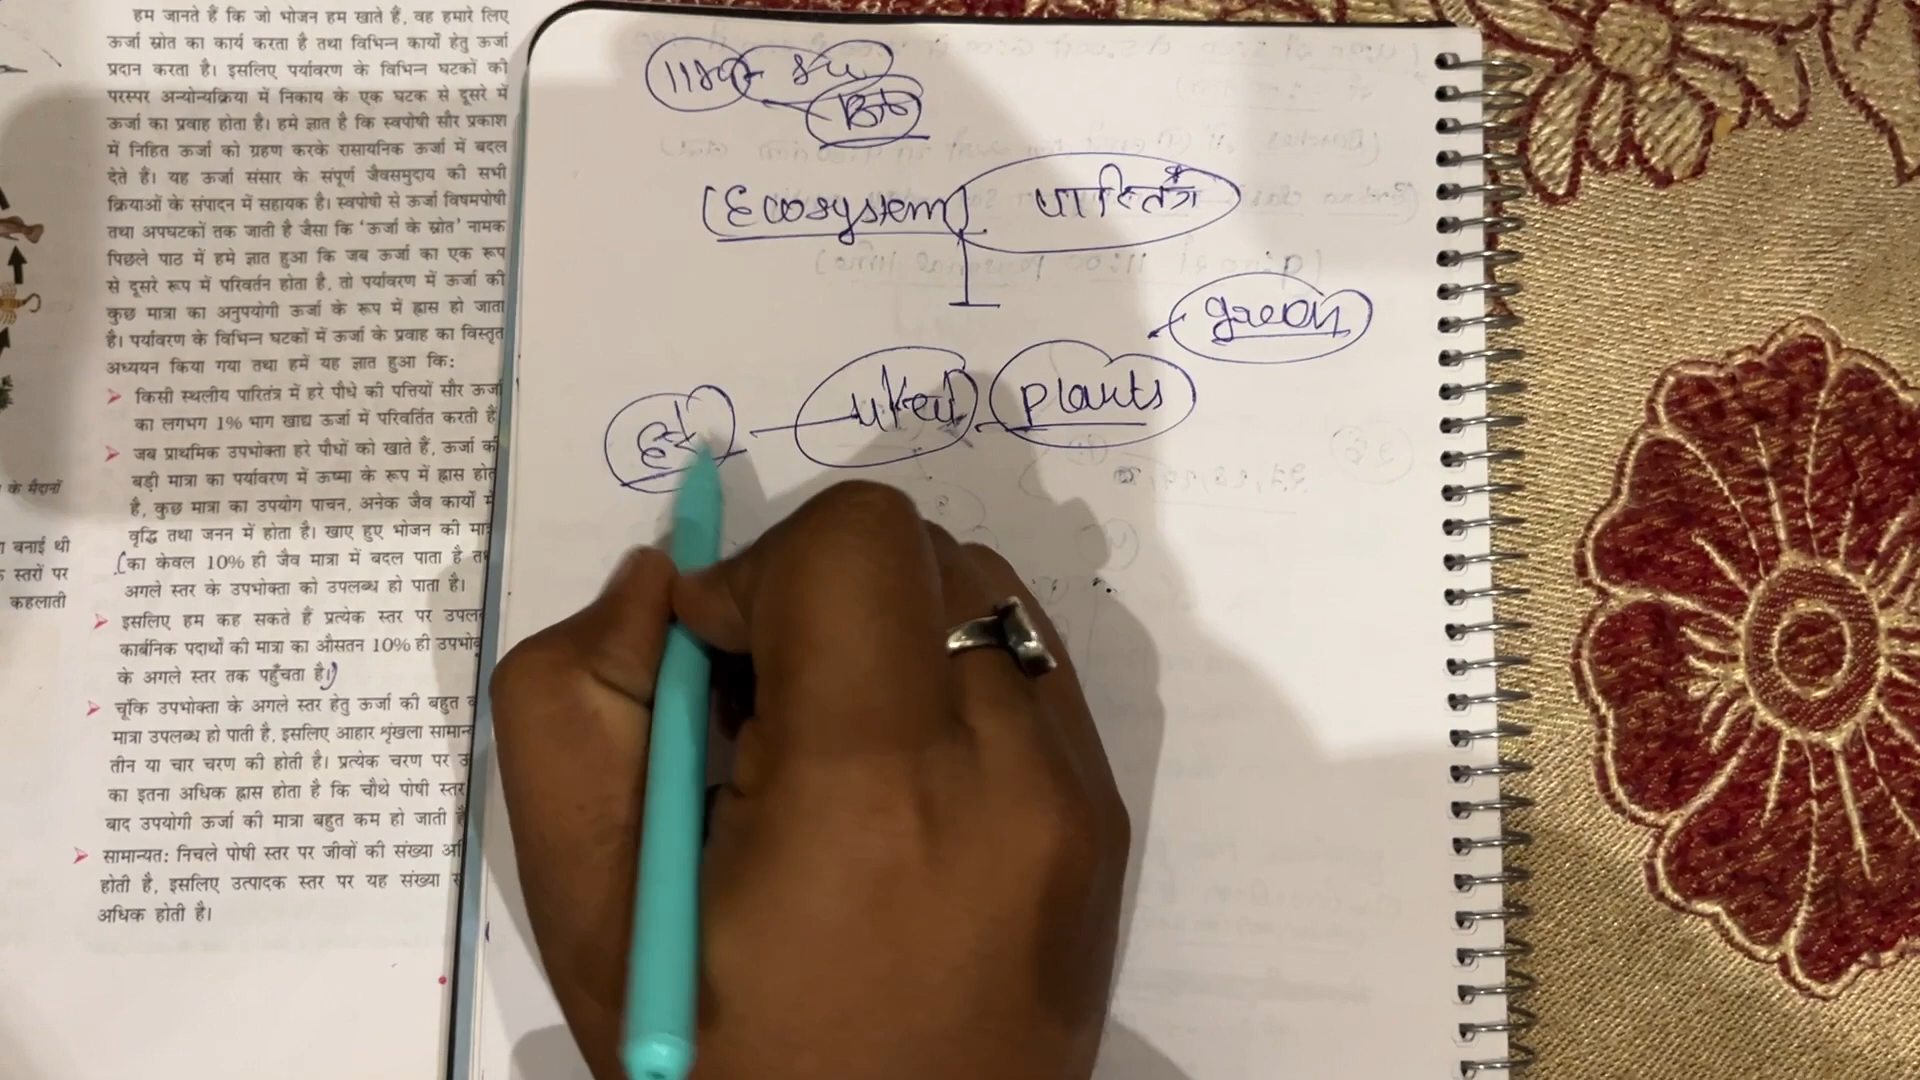 हम जानते हैं कि जो भोजन हम खाते हैं, वह हमारे लिए
ऊर्जा स्रोत का कार्य करता है तथा विभिन्न कार्यों हेतु ऊर्जा
प्रदान करता है। इसलिए पर्यावरण के विभिन्न घटकों की
परस्पर अन्योन्यक्रिया में निकाय के एक घटक से दूसरे में
ऊर्जा का प्रवाह होता है। हमे ज्ञात है कि स्वपोषी सौर प्रकाश
में निहित ऊर्जा को ग्रहण करके रासायनिक ऊर्जा में बदल
देते हैं। यह ऊर्जा संसार के संपूर्ण जैवसमुदाय की सभी
क्रियाओं के संपादन में सहायक है। स्वपोषी से ऊर्जा विषमपोषी
तथा अपघटकों तक जाती है जैसा कि 'ऊर्जा के स्रोत' नामक
पिछले पाठ में हमे ज्ञात हुआ कि जब ऊर्जा का एक रूप
से दूसरे रूप में परिवर्तन होता है, तो पर्यावरण में ऊर्जा की
कुछ मात्रा का अनुपयोगी ऊर्जा के रूप में ह्रास हो जाता
है। पर्यावरण के विभिन्न घटकों में ऊर्जा के प्रवाह का विस्तृत
अध्ययन किया गया तथा हमें यह ज्ञात हुआ कि:
किसी स्थलीय पारितंत्र में हरे पौधे की पत्तियों सौर ऊर्जा
का लगभग 1% भाग खाद्य ऊर्जा में परिवर्तित करती हैं
जब प्राथमिक उपभोक्ता हरे पौधों को खाते हैं, ऊर्जा की
बड़ी मात्रा का पर्यावरण में ऊष्मा के रूप में ह्रास
है, कुछ मात्रा का उपयोग पाचन, अनेक जैव कार्यों में
वृद्धि तथा जनन में होता है। खाए हुए भोजन की
(का केवल 10% ही जैव मात्रा में बदल पाता है
अगले स्तर के उपभोक्ता को उपलब्ध हो पाता है।
इसलिए हम कह सकते हैं प्रत्येक स्तर पर
कार्बनिक पदार्थों की मात्रा का औसतन 10% ही
के अगले स्तर तक पहुँचता है।)
चूंकि उपभोक्ता के अगले स्तर हेतु ऊर्जा की बहुत
मात्रा उपलब्ध हो पाती है, इसलिए आहार शृंखला
तीन या चार चरण की होती है। प्रत्येक चरण पर
का इतना अधिक ह्रास होता है कि चौथे पोषी स्तर
बाद उपयोगी ऊर्जा की मात्रा बहुत कम हो जाती
सामान्यत: निचले पोषी स्तर पर जीवों की संख्या
होती है, इसलिए उत्पादक स्तर पर यह संख्या
अधिक होती है।
के मैदानों
बनाई थी
स्तरों पर
कहलाती
(Ecosystem) पारितंत्र
green
हरे plants